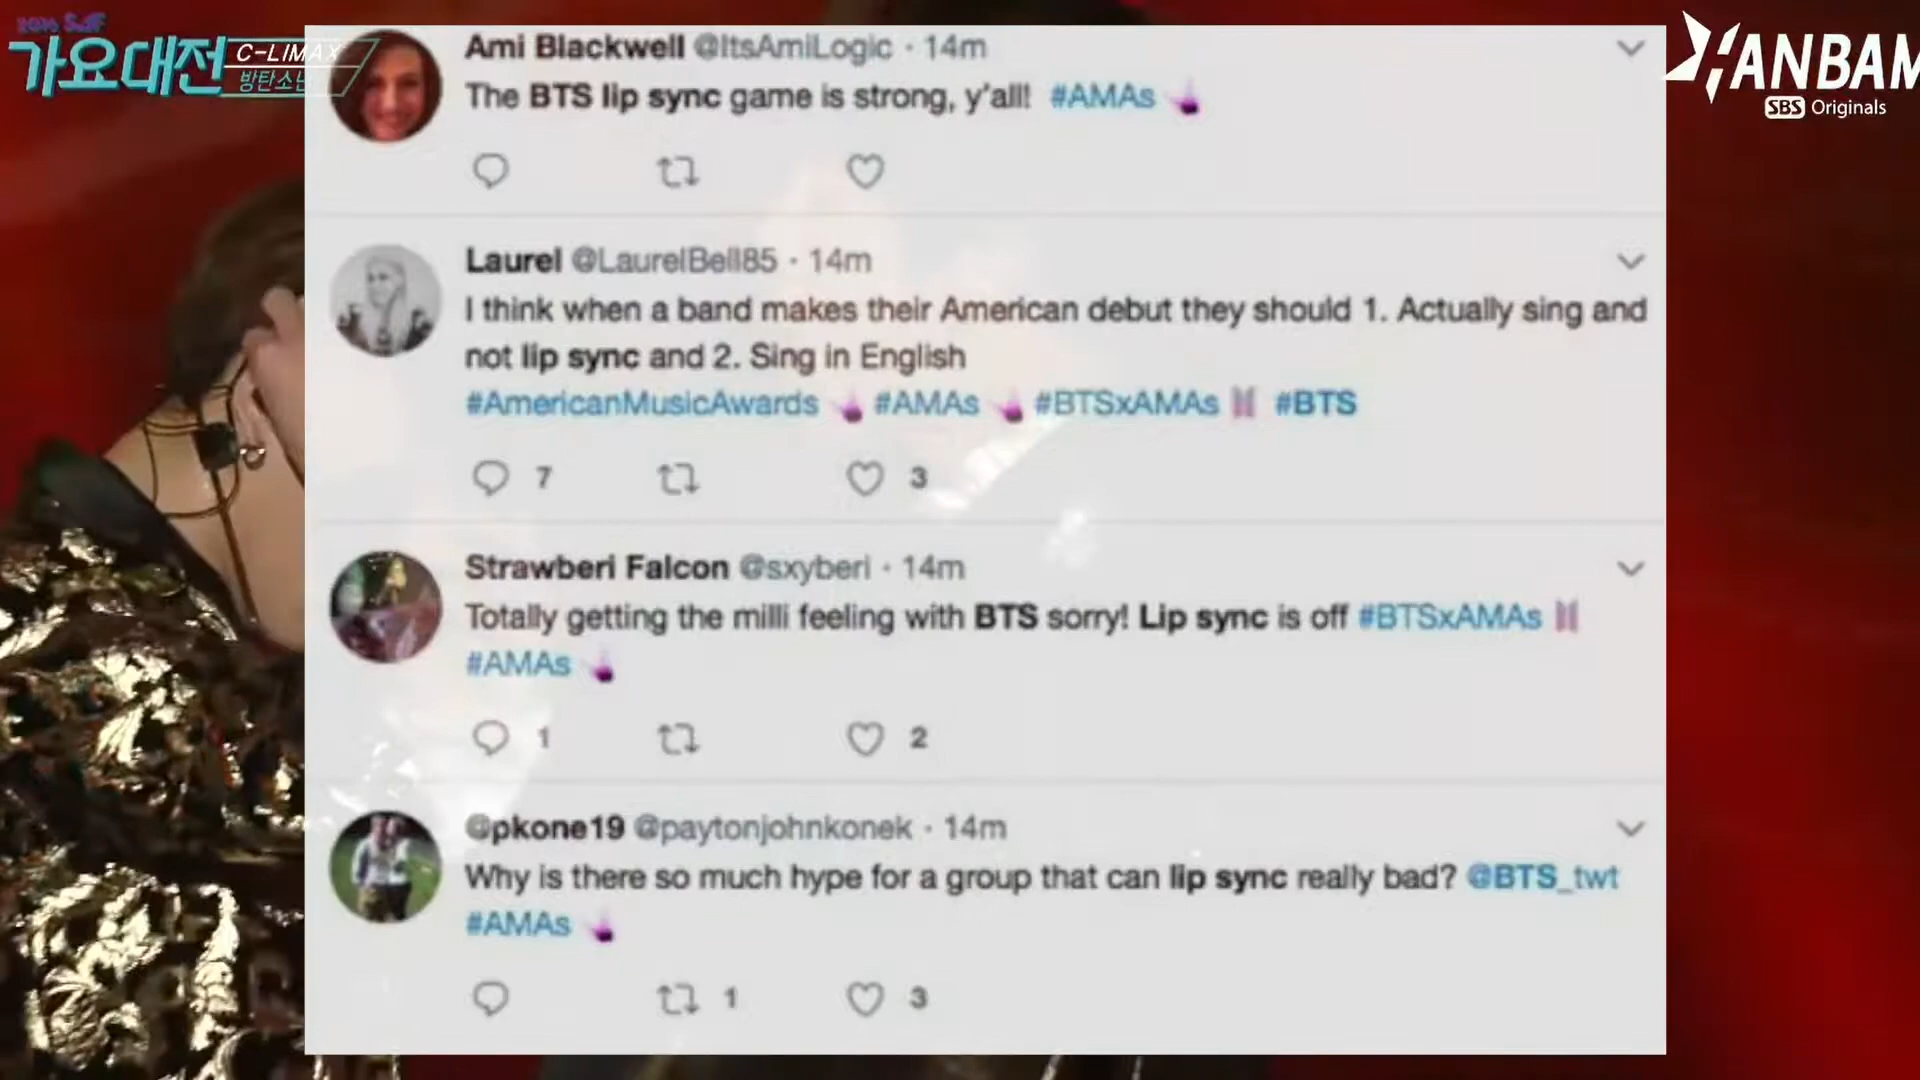 2016 SAF
가요대전
C-LIMAX
방탄소년
HANBAM
SBS Originals
Ami Blackwell @ItsAmiLogic · 14m
The BTS lip sync game is strong, y'all! #AMAs
Laurel @LaurelBell85 · 14m
I think when a band makes their American debut they should 1. Actually sing and
not lip sync and 2. Sing in English
#AmericanMusicAwards #AMAs #BTSxAMAs #BTS
7 3
Strawberi Falcon @sxyberi · 14m
Totally getting the milli feeling with BTS sorry! Lip sync is off #BTSxAMAs
#AMAs
1 2
@pkone19 @paytonjohnkonek · 14m
Why is there so much hype for a group that can lip sync really bad? @BTS_twt
#AMAs
1 3